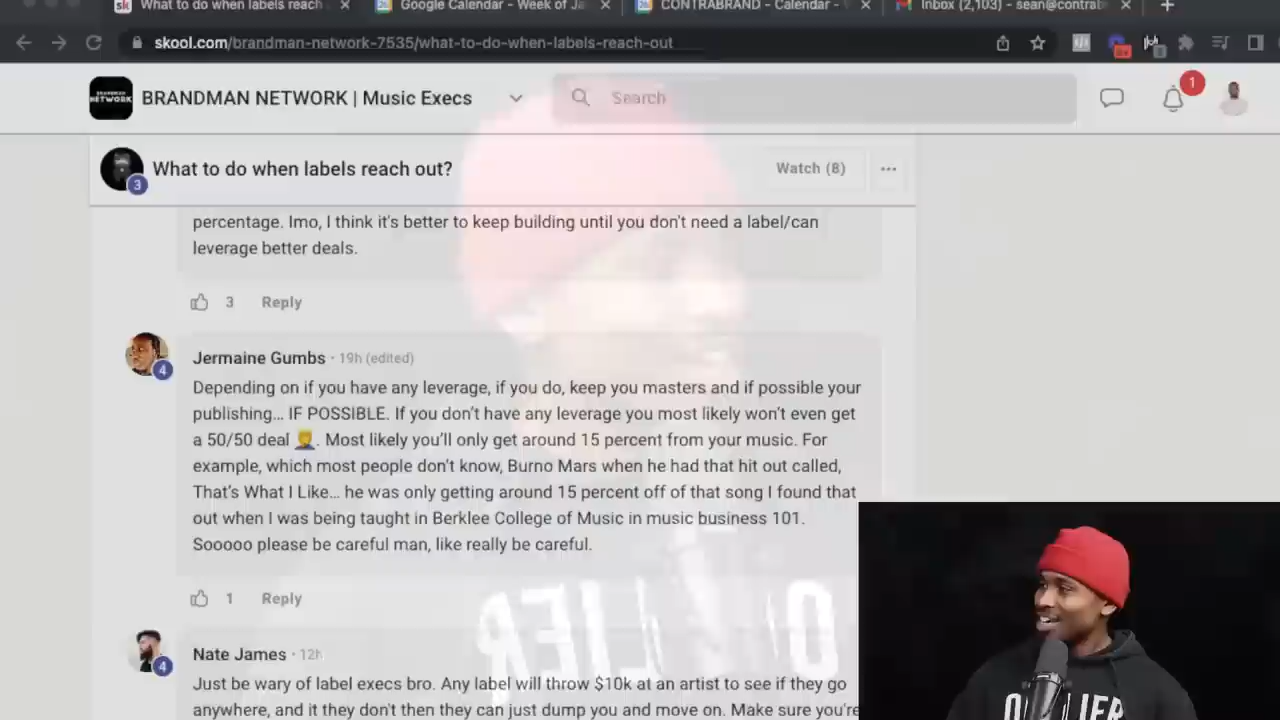 What to do when labels reach
Google Calendar - Week of Ja
CONTRABRAND - Calendar -
Inbox (2,103) - sean@contrab
skool.com/brandman-network-7535/what-to-do-when-labels-reach-out
BRANDMAN NETWORK | Music Execs
Search
1
3
What to do when labels reach out?
Watch (8)
percentage. Imo, I think it's better to keep building until you don't need a label/can
leverage better deals.
3 Reply
4
Jermaine Gumbs · 19h (edited)
Depending on if you have any leverage, if you do, keep you masters and if possible your
publishing... IF POSSIBLE. If you don't have any leverage you most likely won't even get
a 50/50 deal 🤦. Most likely you'll only get around 15 percent from your music. For
example, which most people don't know, Burno Mars when he had that hit out called,
That's What I Like... he was only getting around 15 percent off of that song I found that
out when I was being taught in Berklee College of Music in music business 101.
Sooooo please be careful man, like really be careful.
1 Reply
4
Nate James · 12h
Just be wary of label execs bro. Any label will throw $10k at an artist to see if they go
anywhere, and it they don't then they can just dump you and move on. Make sure you're